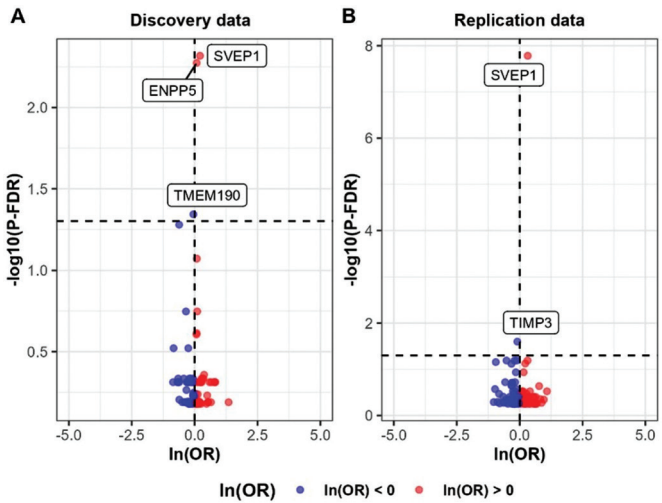 A
Discovery data
SVEP1
ENPP5
TMEM190
-log10(P-FDR)
2.0
1.5
1.0
0.5
-5.0
-2.5
0.0
2.5
5.0
ln(OR)
B
Replication data
SVEP1
TIMP3
-log10(P-FDR)
8
6
4
2
0
-5.0
-2.5
0.0
2.5
5.0
ln(OR)
ln(OR) ln(OR) < 0 ln(OR) > 0